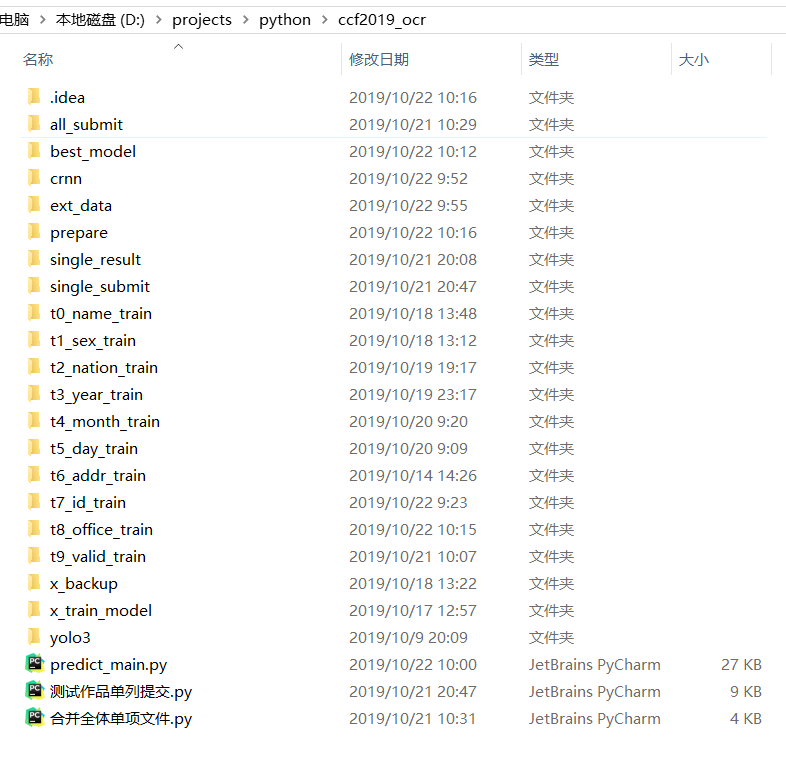 电脑 > 本地磁盘 (D:) > projects > python > ccf2019_ocr
名称 修改日期 类型 大小
.idea 2019/10/22 10:16 文件夹
all_submit 2019/10/21 10:29 文件夹
best_model 2019/10/22 10:12 文件夹
crnn 2019/10/22 9:52 文件夹
ext_data 2019/10/22 9:55 文件夹
prepare 2019/10/22 10:16 文件夹
single_result 2019/10/21 20:08 文件夹
single_submit 2019/10/21 20:47 文件夹
t0_name_train 2019/10/18 13:48 文件夹
t1_sex_train 2019/10/18 13:12 文件夹
t2_nation_train 2019/10/19 19:17 文件夹
t3_year_train 2019/10/19 23:17 文件夹
t4_month_train 2019/10/20 9:20 文件夹
t5_day_train 2019/10/20 9:09 文件夹
t6_addr_train 2019/10/14 14:26 文件夹
t7_id_train 2019/10/22 9:23 文件夹
t8_office_train 2019/10/22 10:15 文件夹
t9_valid_train 2019/10/21 10:07 文件夹
x_backup 2019/10/18 13:22 文件夹
x_train_model 2019/10/17 12:57 文件夹
yolo3 2019/10/9 20:09 文件夹
PC predict_main.py 2019/10/22 10:00 JetBrains PyCharm 27 KB
PC 测试作品单列提交.py 2019/10/21 20:47 JetBrains PyCharm 9 KB
PC 合并全体单项文件.py 2019/10/21 10:31 JetBrains PyCharm 4 KB